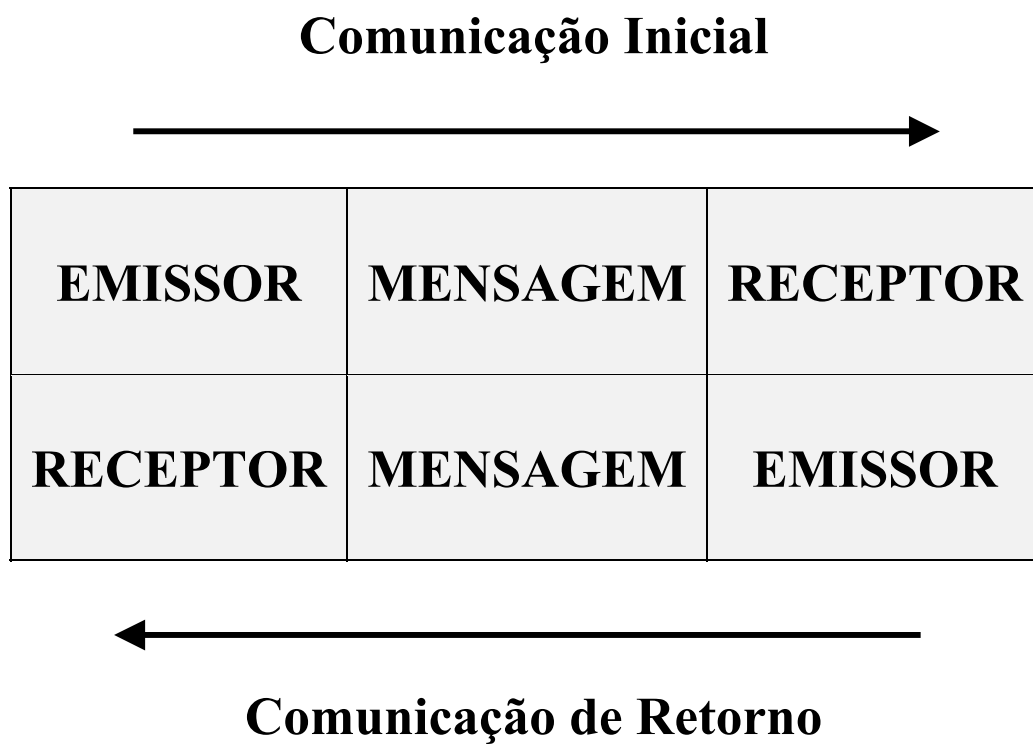 Comunicação Inicial
EMISSOR MENSAGEM RECEPTOR
RECEPTOR MENSAGEM EMISSOR
Comunicação de Retorno